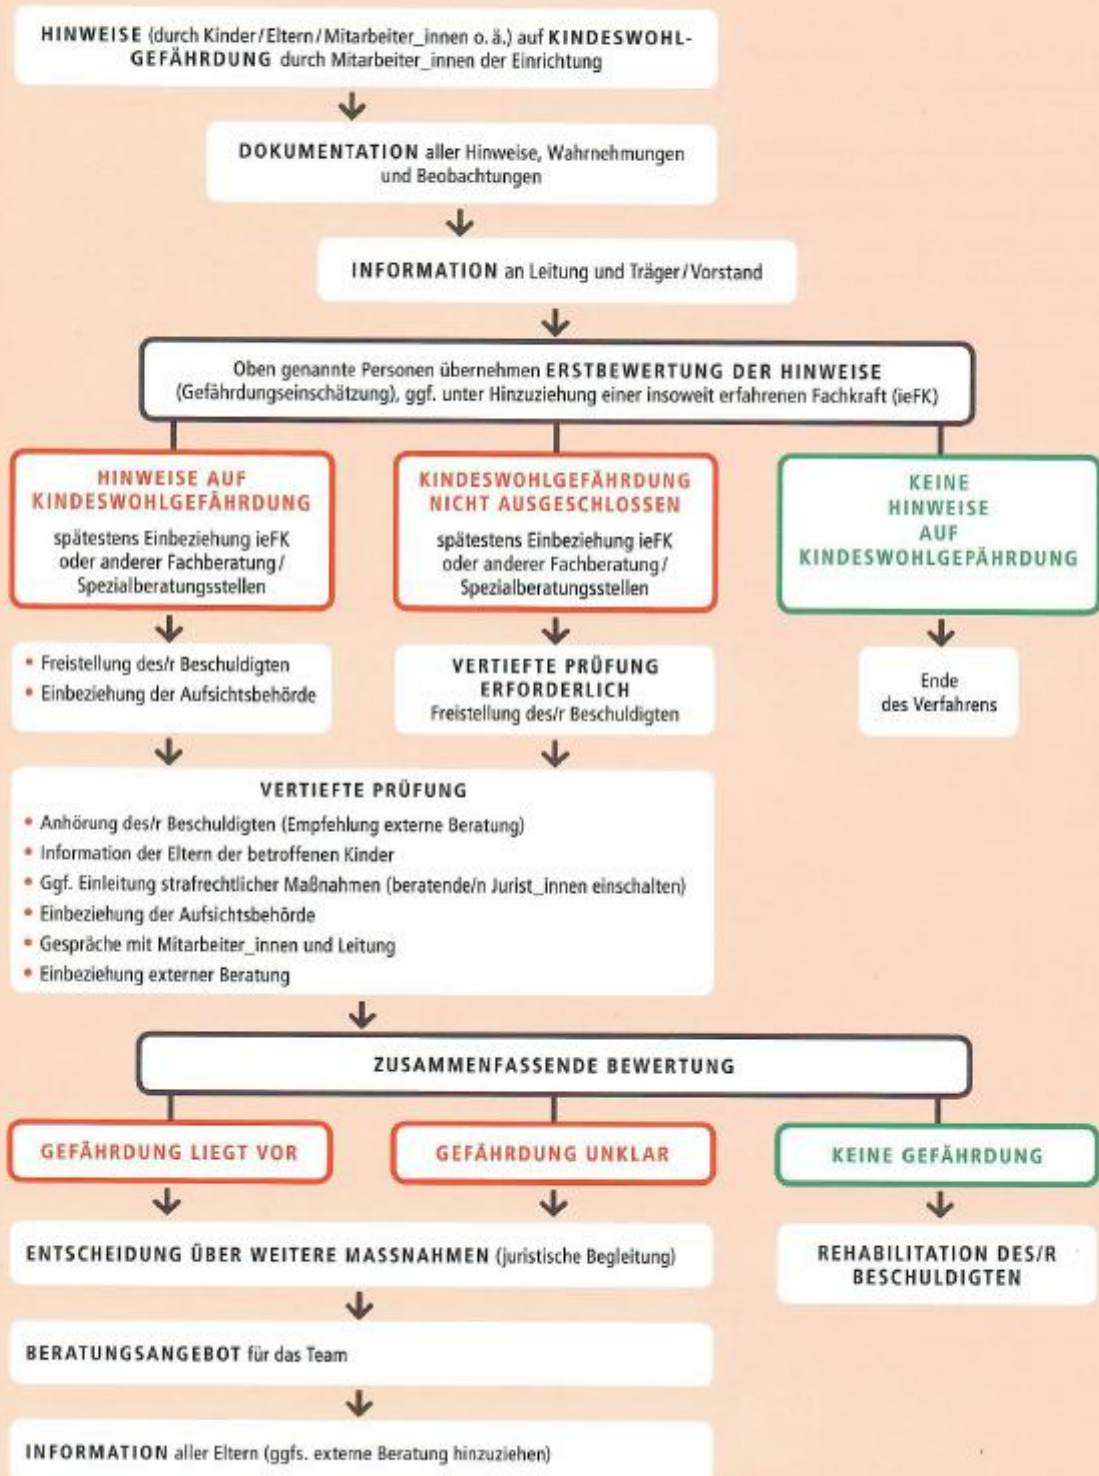 HINWEISE (durch Kinder/Eltern/Mitarbeiter_innen o. ä.) auf KINDESWOHL-
GEFÄHRDUNG durch Mitarbeiter_innen der Einrichtung
DOKUMENTATION aller Hinweise, Wahrnehmungen
und Beobachtungen
INFORMATION an Leitung und Träger/Vorstand
Oben genannte Personen übernehmen ERSTBEWERTUNG DER HINWEISE
(Gefährdungseinschätzung), ggf. unter Hinzuziehung einer insoweit erfahrenen Fachkraft (ieFK)
HINWEISE AUF
KINDESWOHLGEFÄHRDUNG
spätestens Einbeziehung ieFK
oder anderer Fachberatung/
Spezialberatungsstellen
KINDESWOHLGEFÄHRDUNG
NICHT AUSGESCHLOSSEN
spätestens Einbeziehung ieFK
oder anderer Fachberatung/
Spezialberatungsstellen
KEINE
HINWEISE
AUF
KINDESWOHLGEPÄHRDUNG
• Freistellung des/r Beschuldigten
• Einbeziehung der Aufsichtsbehörde
VERTIEFTE PRÜFUNG
ERFORDERLICH
Freistellung des/r Beschuldigten
Ende
des Verfahrens
VERTIEFTE PRÜFUNG
• Anhörung des/r Beschuldigten (Empfehlung externe Beratung)
• Information der Eltern der betroffenen Kinder
• Ggf. Einleitung strafrechtlicher Maßnahmen (beratende/n Jurist_innen einschalten)
• Einbeziehung der Aufsichtsbehörde
• Gespräche mit Mitarbeiter_innen und Leitung
• Einbeziehung externer Beratung
ZUSAMMENFASSENDE BEWERTUNG
GEFÄHRDUNG LIEGT VOR
GEFÄHRDUNG UNKLAR
KEINE GEFÄHRDUNG
ENTSCHEIDUNG ÜBER WEITERE MASSNAHMEN (juristische Begleitung)
REHABILITATION DES/R
BESCHULDIGTEN
BERATUNGSANGEBOT für das Team
INFORMATION aller Eltern (ggfs. externe Beratung hinzuziehen)